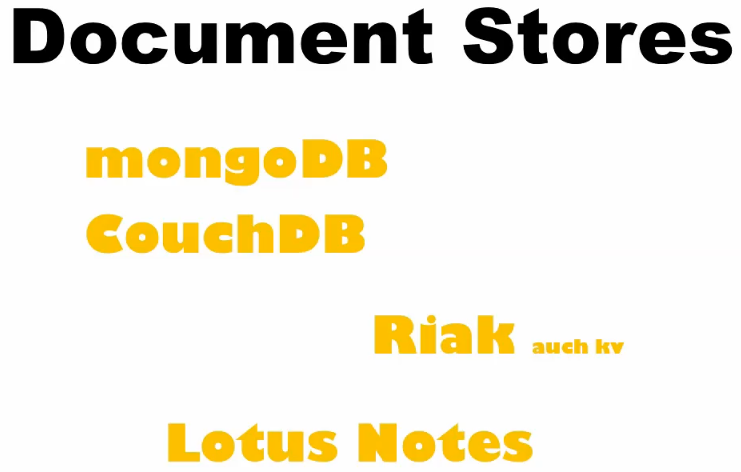 Document Stores
mongoDB
CouchDB
Riak auch kv
Lotus Notes